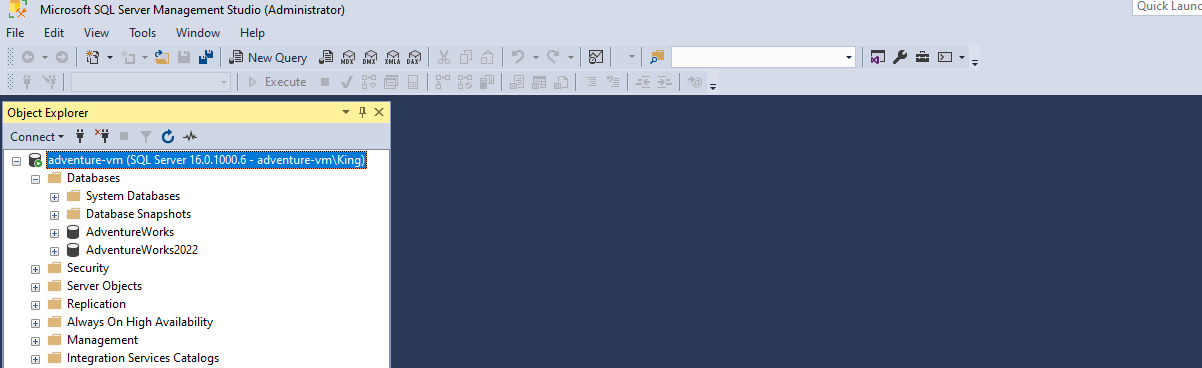 Microsoft SQL Server Management Studio (Administrator)
Quick Launc
File Edit View Tools Window Help
New Query MDX DMX XMLA DAX
Execute
Object Explorer
Connect
adventure-vm (SQL Server 16.0.1000.6 - adventure-vm\King)
Databases
System Databases
Database Snapshots
AdventureWorks
AdventureWorks2022
Security
Server Objects
Replication
Always On High Availability
Management
Integration Services Catalogs